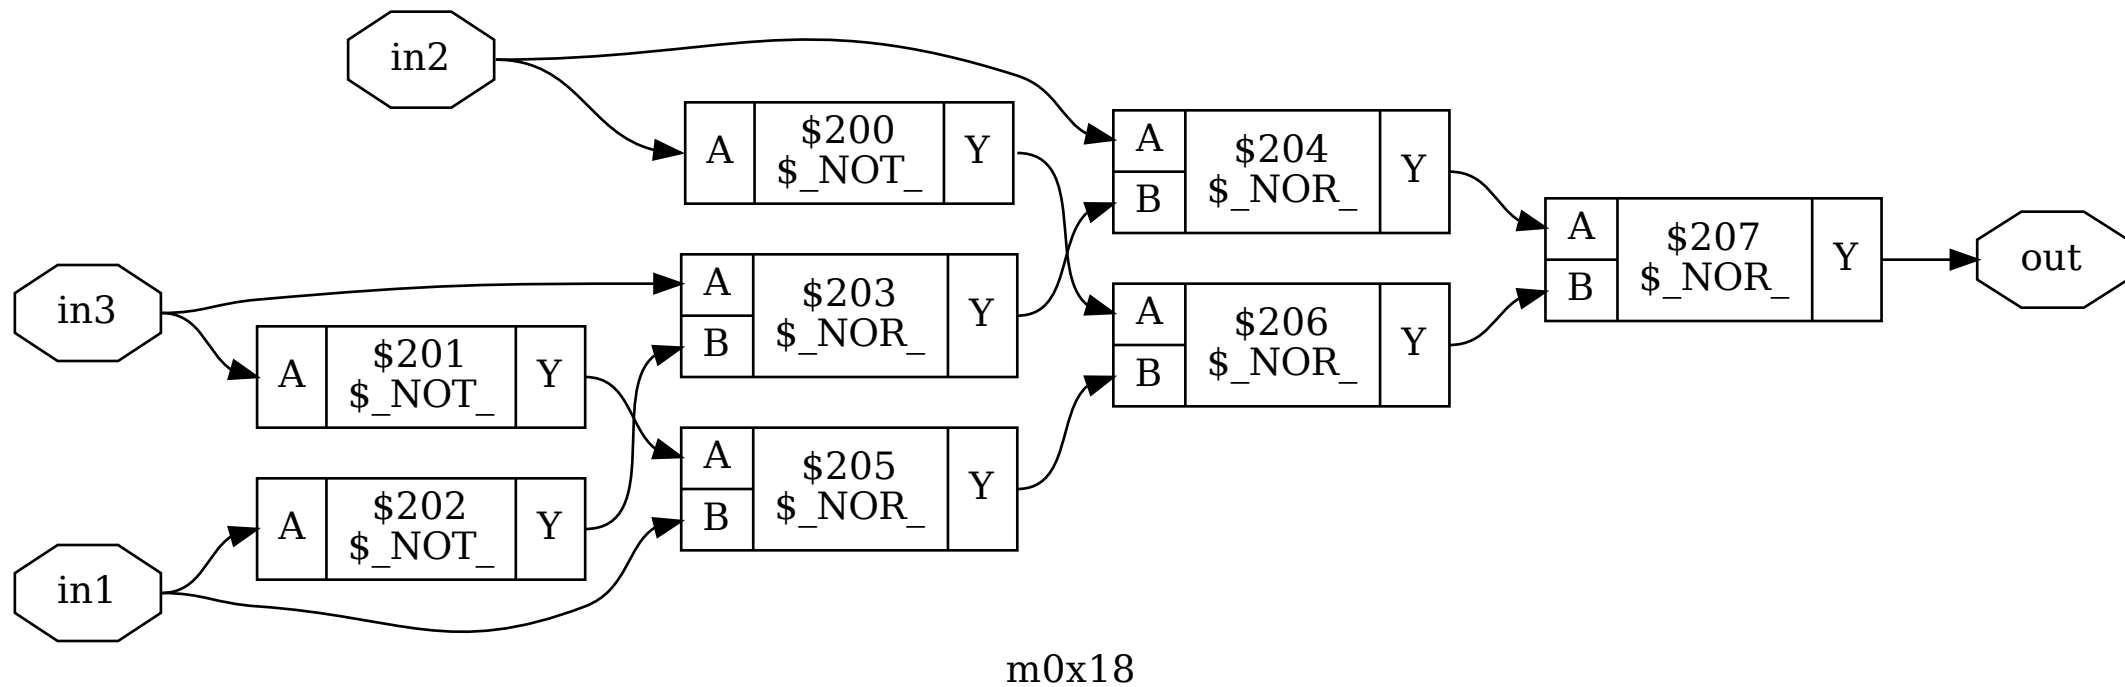 in2
A
$200
$_NOT_
Y
A
B
$204
$_NOR_
Y
in3
A
B
$203
$_NOR_
Y
A
B
$206
$_NOR_
Y
A
B
$207
$_NOR_
Y
out
A
$201
$_NOT_
Y
A
B
$205
$_NOR_
Y
A
$202
$_NOT_
Y
in1
m0x18